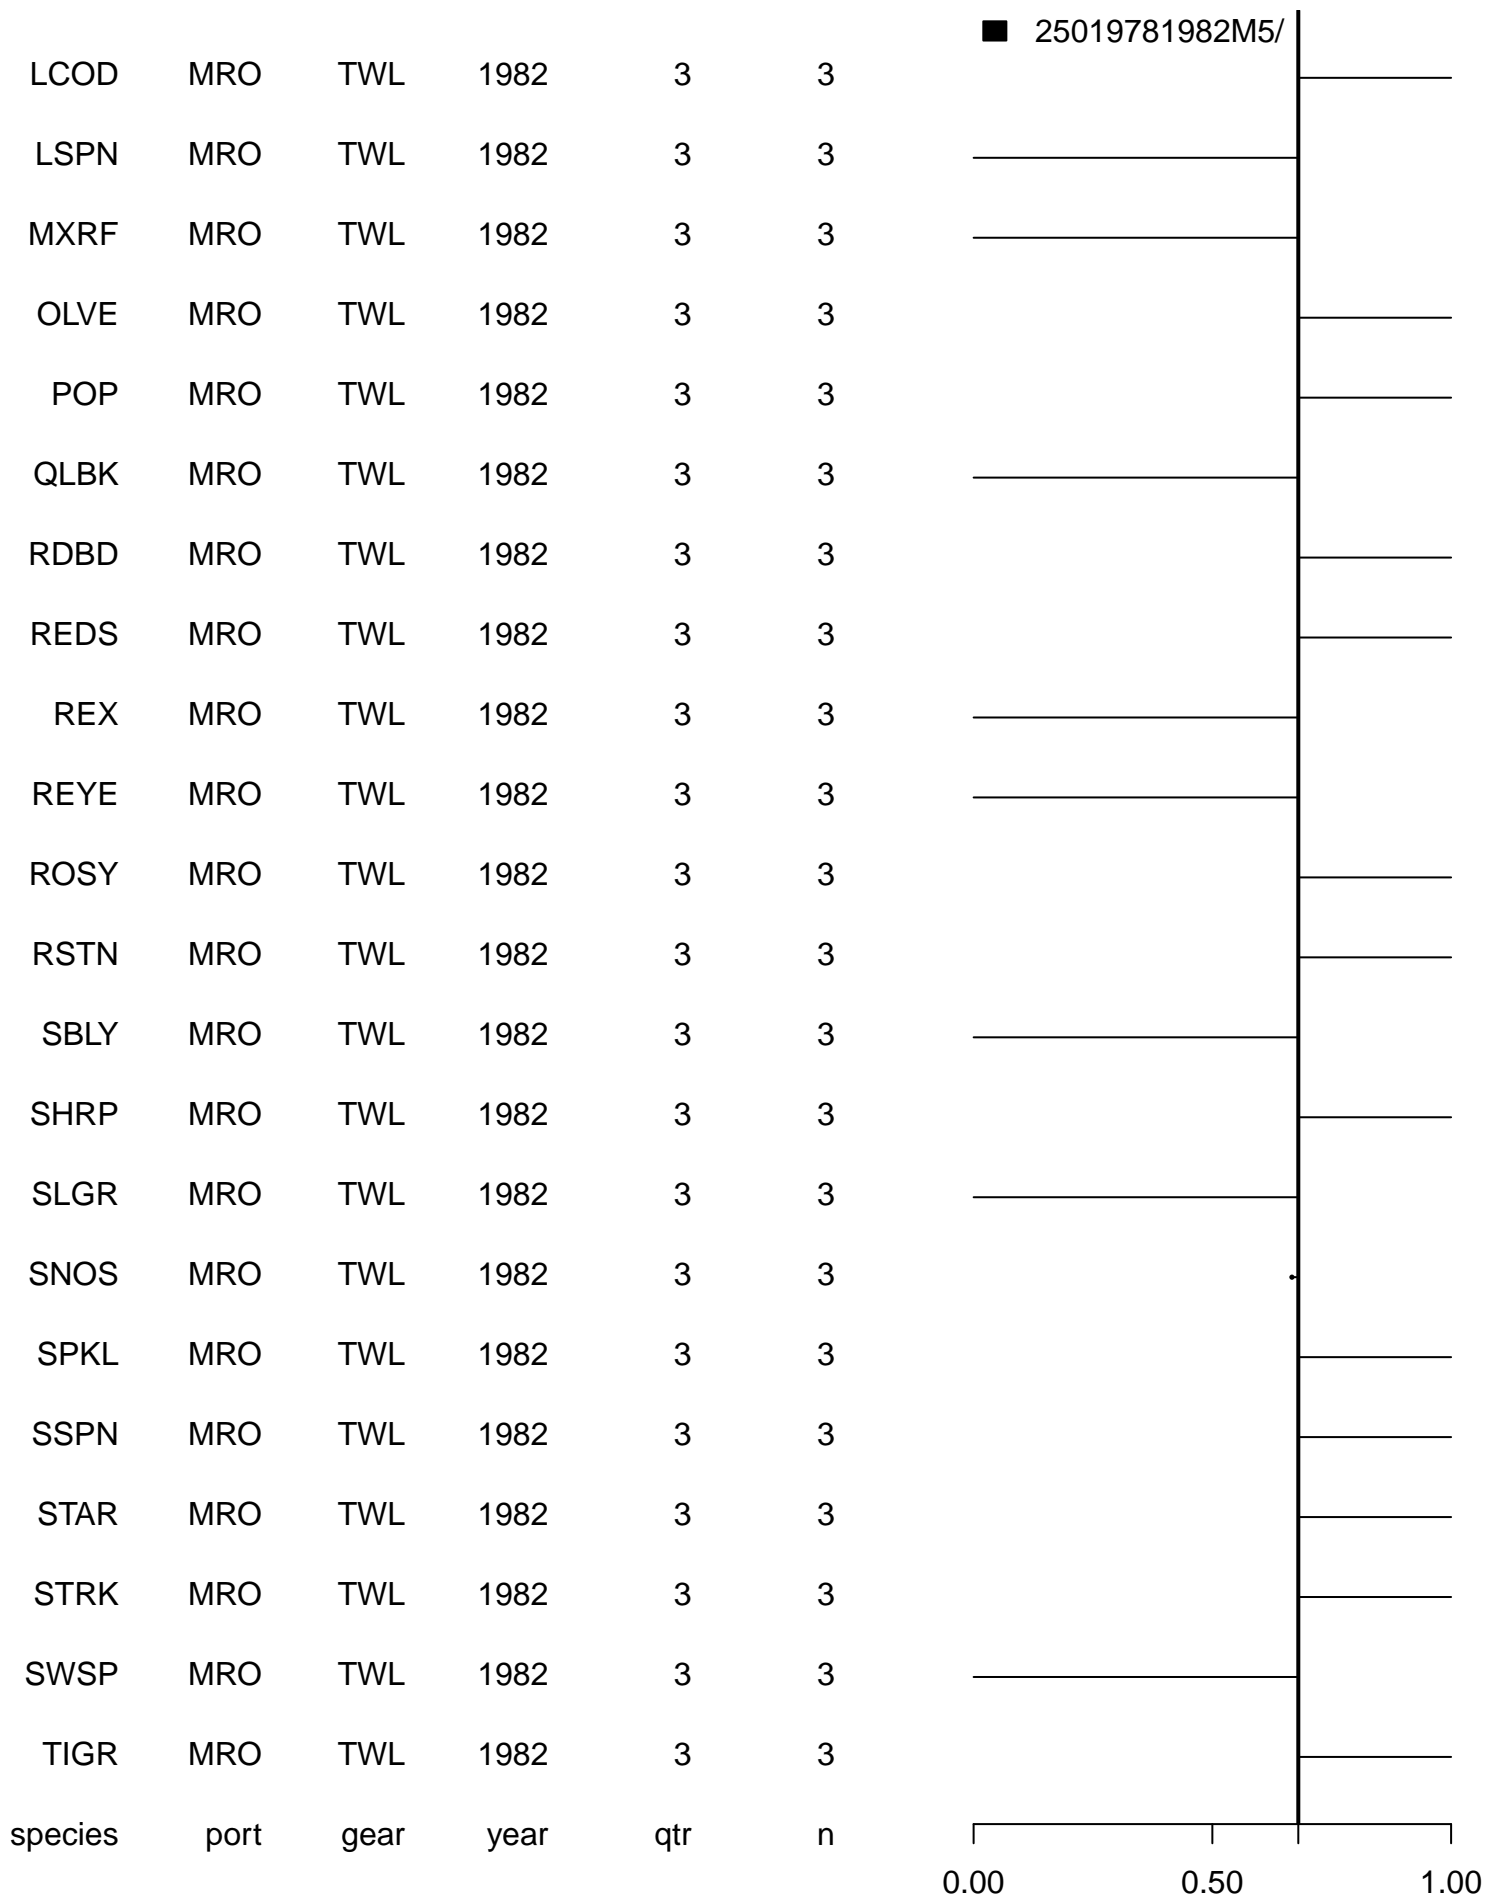 25019781982M5/
LCOD MRO TWL 1982 3 3
LSPN MRO TWL 1982 3 3
MXRF MRO TWL 1982 3 3
OLVE MRO TWL 1982 3 3
POP MRO TWL 1982 3 3
QLBK MRO TWL 1982 3 3
RDBD MRO TWL 1982 3 3
REDS MRO TWL 1982 3 3
REX MRO TWL 1982 3 3
REYE MRO TWL 1982 3 3
ROSY MRO TWL 1982 3 3
RSTN MRO TWL 1982 3 3
SBLY MRO TWL 1982 3 3
SHRP MRO TWL 1982 3 3
SLGR MRO TWL 1982 3 3
SNOS MRO TWL 1982 3 3
SPKL MRO TWL 1982 3 3
SSPN MRO TWL 1982 3 3
STAR MRO TWL 1982 3 3
STRK MRO TWL 1982 3 3
SWSP MRO TWL 1982 3 3
TIGR MRO TWL 1982 3 3
species port gear year qtr n
0.00 0.50 1.00